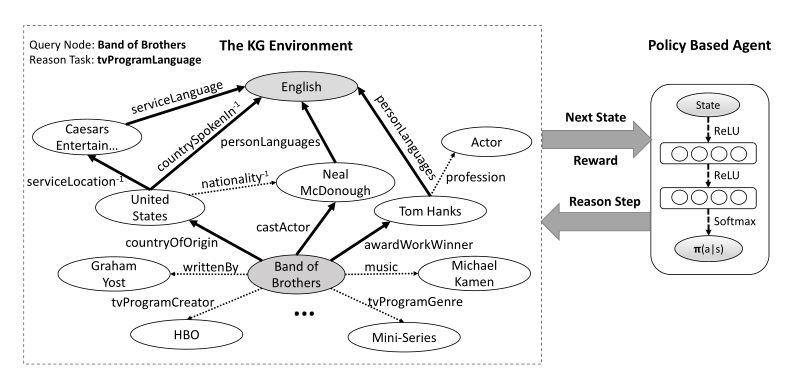 Query Node: Band of Brothers
Reason Task: tvProgramLanguage
The KG Environment
Policy Based Agent
English
serviceLanguage
countrySpokenIn-1
personLanguages
personLanguages
Caesars
Entertain...
Actor
serviceLocation-1
nationality-1
Neal
McDonough
profession
United
States
Tom Hanks
countryOfOrigin
castActor
awardWorkWinner
Graham
Yost
writtenBy
Band of
Brothers
music
Michael
Kamen
tvProgramCreator
tvProgramGenre
HBO
...
Mini-Series
Next State
Reward
Reason Step
State
ReLU
ReLU
Softmax
π(a|s)